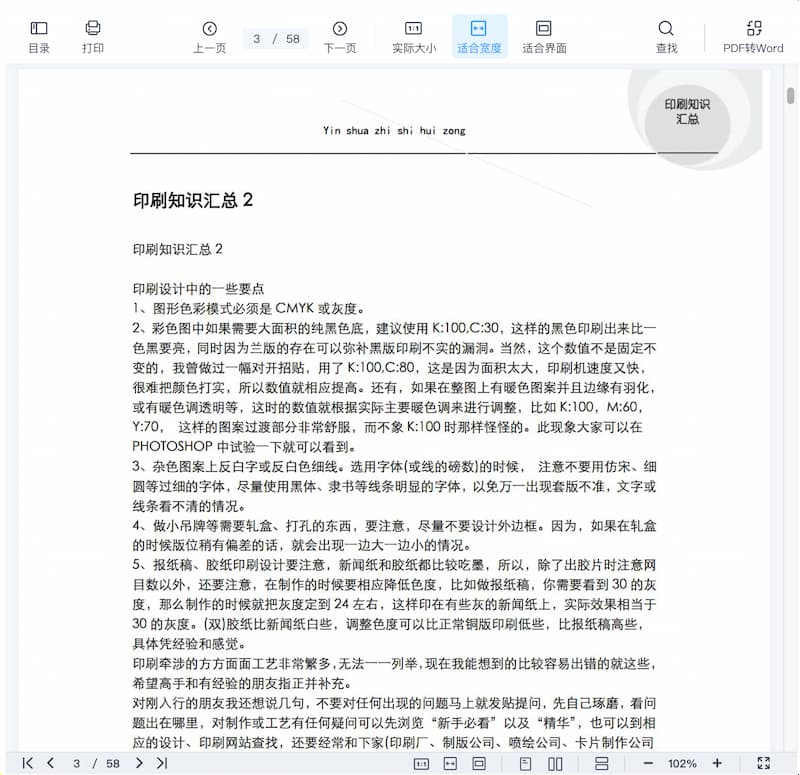 目录
打印
上一页
3 / 58
下一页
实际大小
适合宽度
适合界面
查找
PDF转Word
印刷知识
汇总
Yin shua zhi shi hui zong
印刷知识汇总 2
印刷知识汇总 2
印刷设计中的一些要点
1、图形色彩模式必须是 CMYK 或灰度。
2、彩色图中如果需要大面积的纯黑色底，建议使用 K:100,C:30，这样的黑色印刷出来比一
色黑要亮，同时因为兰版的存在可以弥补黑版印刷不实的漏洞。当然，这个数值不是固定不
变的，我曾做过一幅对开招贴，用了 K:100,C:80，这是因为面积太大，印刷机速度又快，
很难把颜色打实，所以数值就相应提高。还有，如果在整图上有暖色图案并且边缘有羽化，
或有暖色调透明等，这时的数值就根据实际主要暖色调来进行调整，比如 K:100，M:60，
Y:70， 这样的图案过渡部分非常舒服，而不象 K:100 时那样怪怪的。此现象大家可以在
PHOTOSHOP 中试验一下就可以看到。
3、杂色图案上反白字或反白色细线。选用字体(或线的磅数)的时候， 注意不要用仿宋、细
圆等过细的字体，尽量使用黑体、隶书等线条明显的字体，以免万一出现套版不准，文字或
线条看不清的情况。
4、做小吊牌等需要轧盒、打孔的东西，要注意，尽量不要设计外边框。因为，如果在轧盒
的时候版位稍有偏差的话，就会出现一边大一边小的情况。
5、报纸稿、胶纸印刷设计要注意，新闻纸和胶纸都比较吃墨，所以，除了出胶片时注意网
目数以外，还要注意，在制作的时候要相应降低色度，比如做报纸稿，你需要看到 30 的灰
度，那么制作的时候就把灰度定到 24 左右，这样印在有些灰的新闻纸上，实际效果相当于
30 的灰度。(双)胶纸比新闻纸白些，调整色度可以比正常铜版印刷低些，比报纸稿高些，
具体凭经验和感觉。
印刷牵涉的方方面面工艺非常繁多,无法一一列举,现在我能想到的比较容易出错的就这些，
希望高手和有经验的朋友指正并补充。
对刚入行的朋友我还想说几句，不要对任何出现的问题马上就发贴提问，先自己琢磨，看问
题出在哪里，对制作或工艺有任何疑问可以先浏览“新手必看”以及“精华”，也可以到相
应的设计、印刷网站查找，还要经常和下家(印刷厂、制版公司、喷绘公司、卡片制作公司
3 / 58
102%